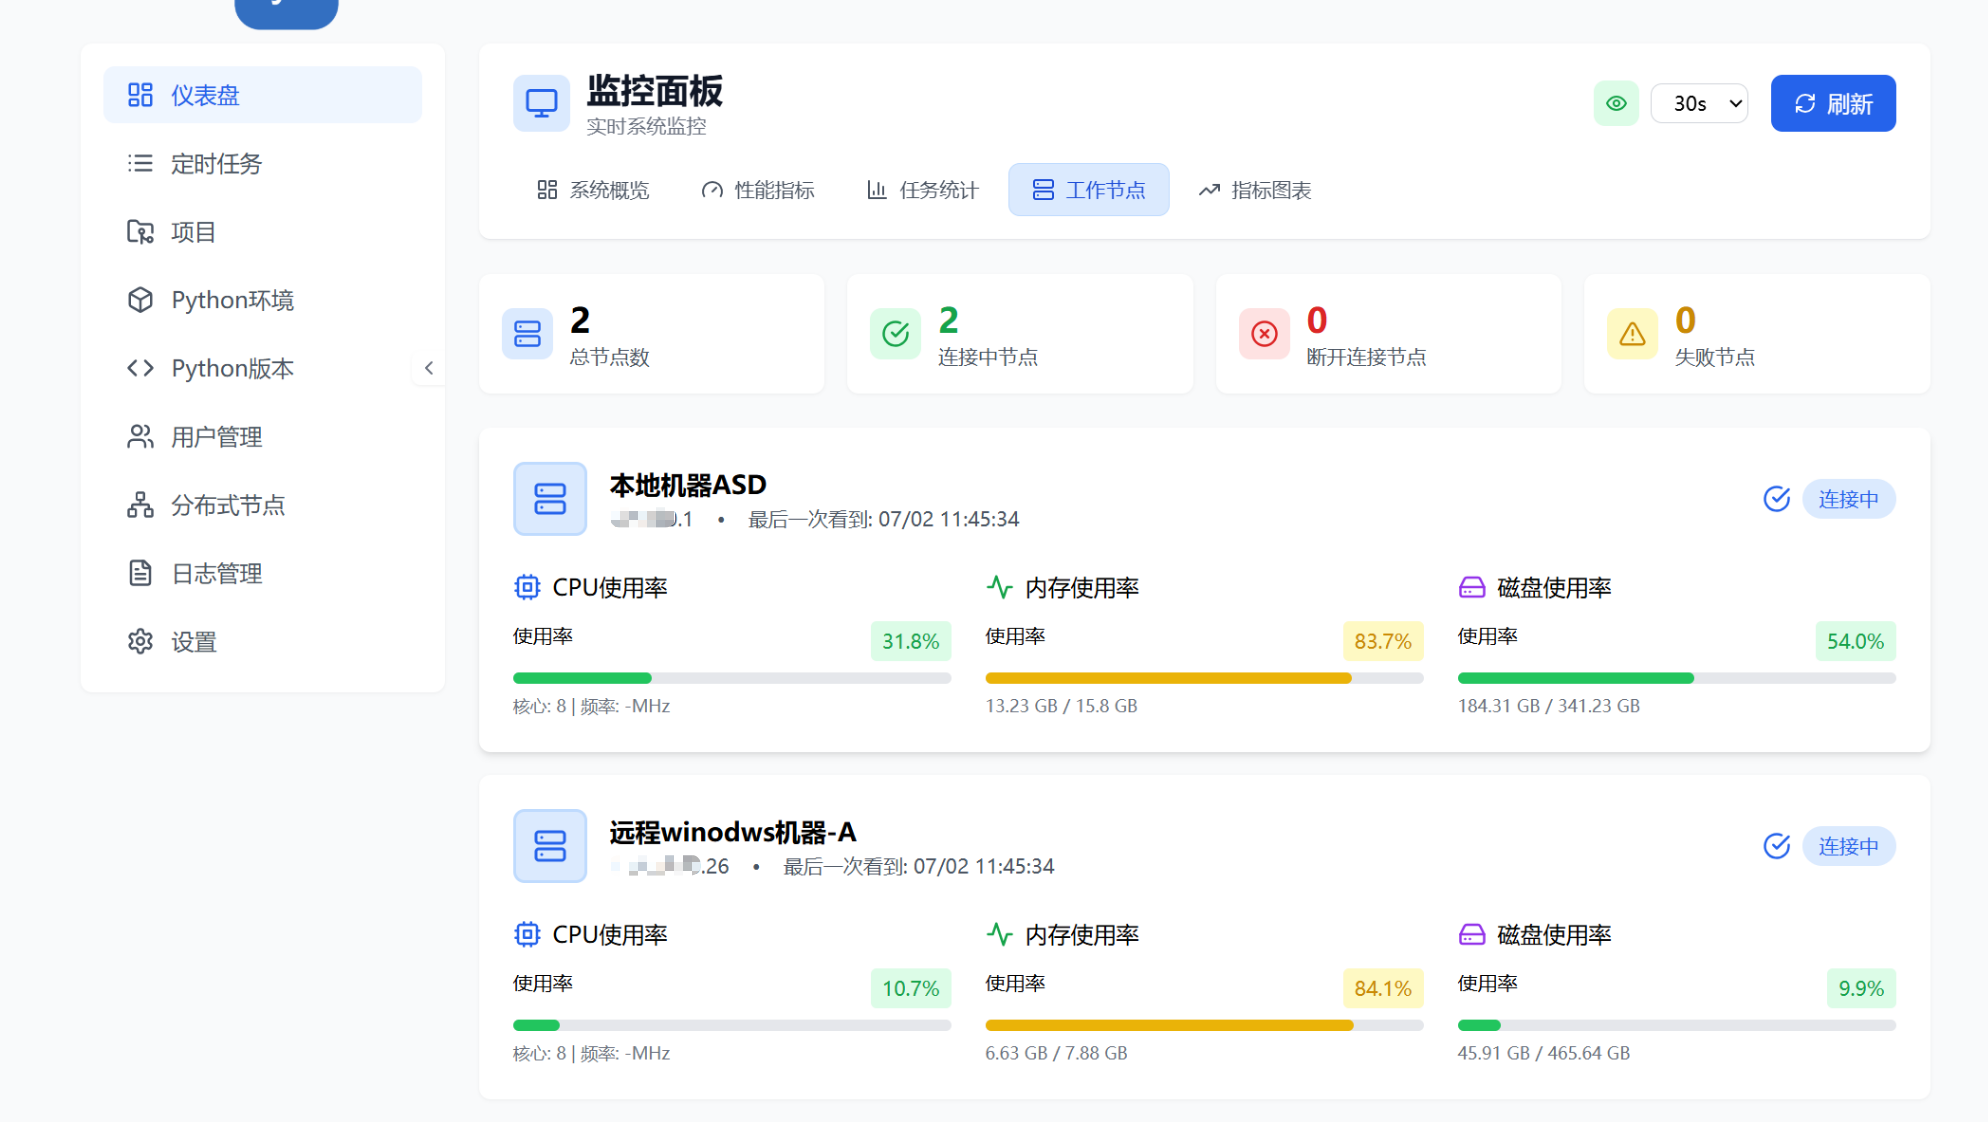 仪表盘
定时任务
项目
Python环境
Python版本
用户管理
分布式节点
日志管理
设置
监控面板
实时系统监控
30s
刷新
系统概览
性能指标
任务统计
工作节点
指标图表
2
总节点数
2
连接中节点
0
断开连接节点
0
失败节点
本地机器ASD
.1 • 最后一次看到: 07/02 11:45:34
连接中
CPU使用率
使用率
31.8%
核心: 8 | 频率: -MHz
内存使用率
使用率
83.7%
13.23 GB / 15.8 GB
磁盘使用率
使用率
54.0%
184.31 GB / 341.23 GB
远程winodws机器-A
.26 • 最后一次看到: 07/02 11:45:34
连接中
CPU使用率
使用率
10.7%
核心: 8 | 频率: -MHz
内存使用率
使用率
84.1%
6.63 GB / 7.88 GB
磁盘使用率
使用率
9.9%
45.91 GB / 465.64 GB